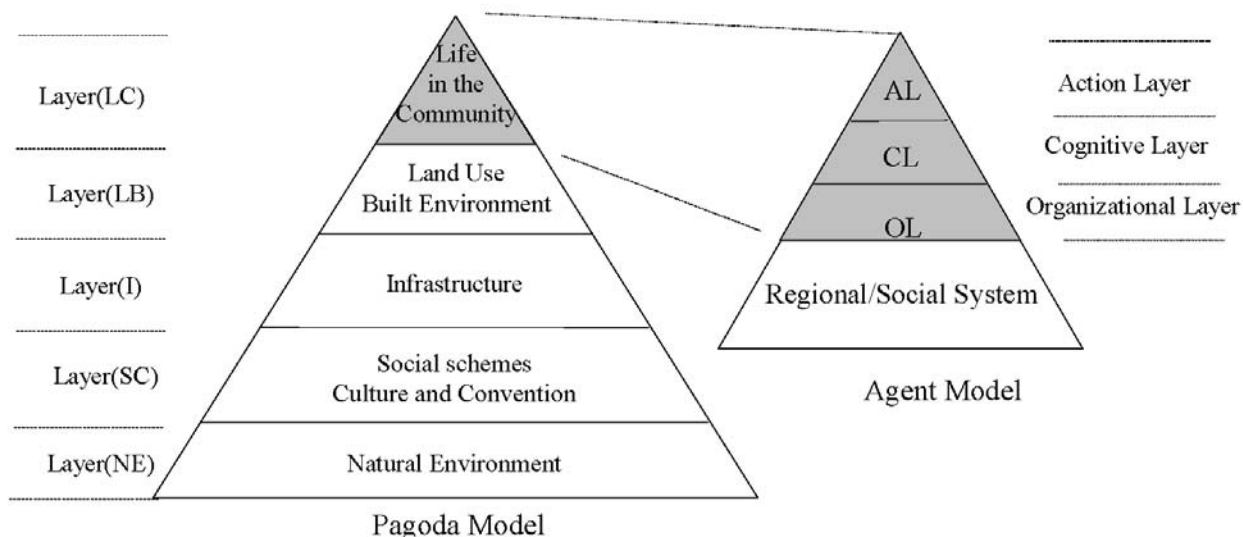 Layer(LC)
Layer(LB)
Layer(I)
Layer(SC)
Layer(NE)
Life
in the
Community
Land Use
Built Environment
Infrastructure
Social schemes
Culture and Convention
Natural Environment
Pagoda Model
AL
CL
OL
Regional/Social System
Agent Model
Action Layer
Cognitive Layer
Organizational Layer